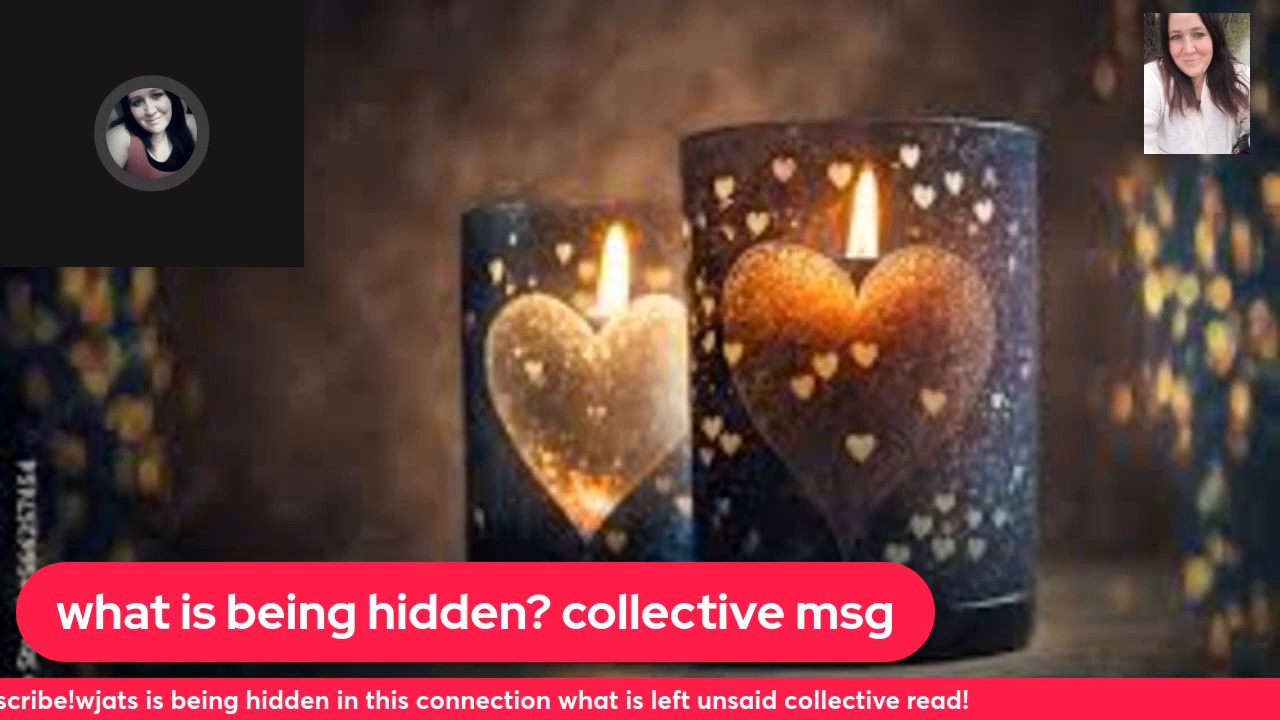 what is being hidden? collective msg
scribe!wjats is being hidden in this connection what is left unsaid collective read!